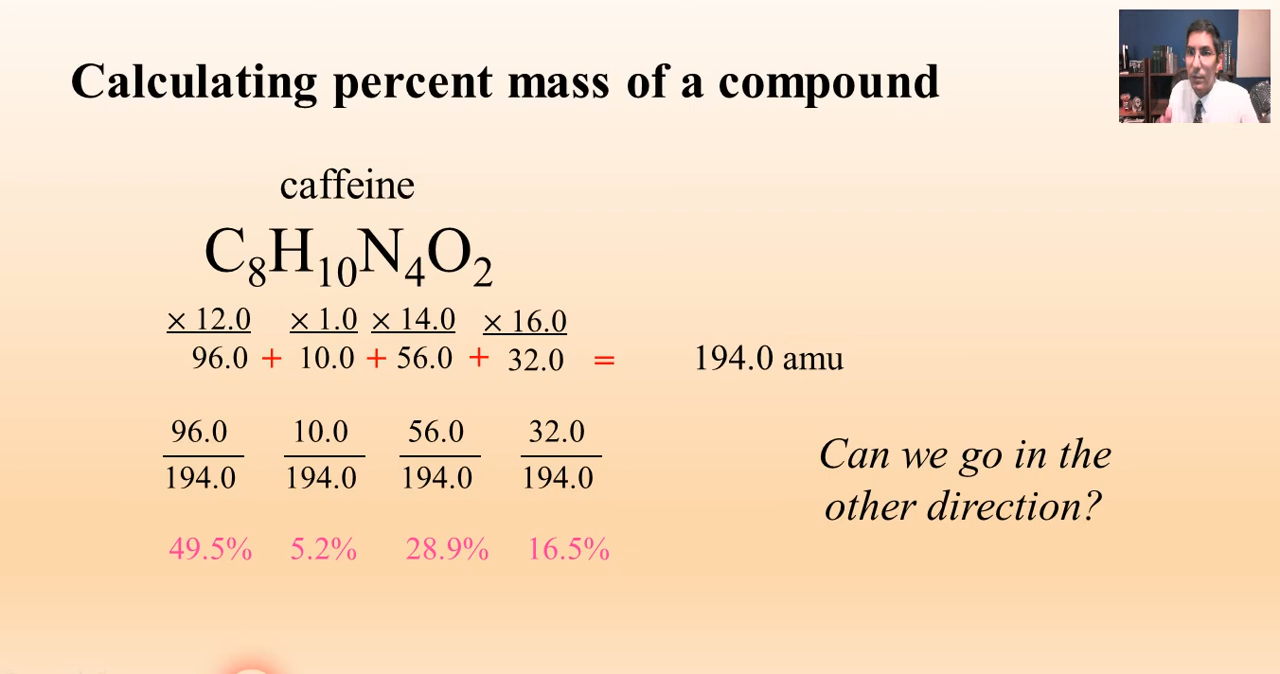 Calculating percent mass of a compound
caffeine
C₈H₁₀N₄O₂
× 12.0 × 1.0 × 14.0 × 16.0
96.0 + 10.0 + 56.0 + 32.0 = 194.0 amu
96.0 10.0 56.0 32.0
194.0 194.0 194.0 194.0
Can we go in the
other direction?
49.5% 5.2% 28.9% 16.5%